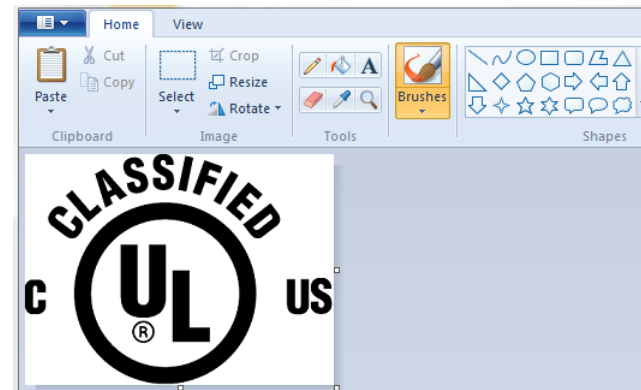 Home View
Cut
Copy
Paste
Clipboard
Crop
Resize
Rotate
Select
Image
A
Tools
Brushes
Shapes
CLASSIFIED
C UL US
®